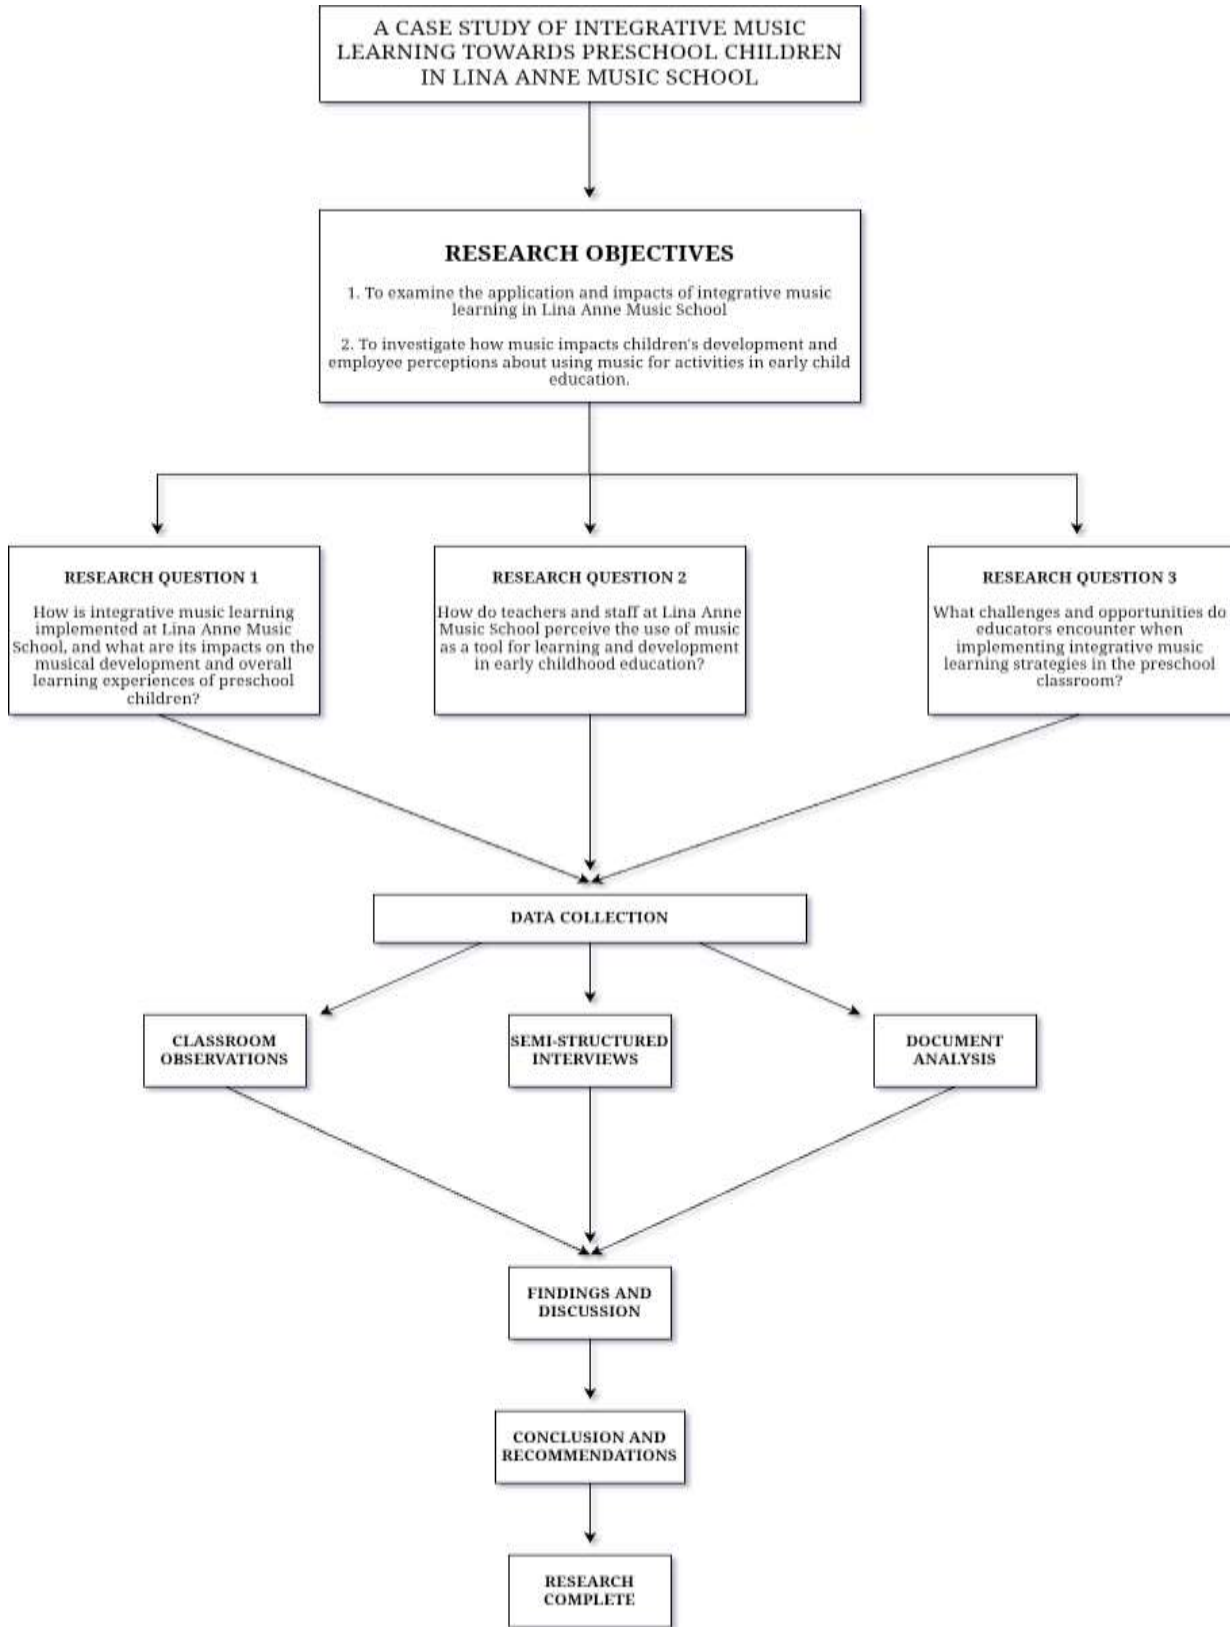 A CASE STUDY OF INTEGRATIVE MUSIC
LEARNING TOWARDS PRESCHOOL CHILDREN
IN LINA ANNE MUSIC SCHOOL
RESEARCH OBJECTIVES
1. To examine the application and impacts of integrative music
learning in Lina Anne Music School
2. To investigate how music impacts children's development and
employee perceptions about using music for activities in early child
education.
RESEARCH QUESTION 1
How is integrative music learning
implemented at Lina Anne Music
School, and what are its impacts on the
musical development and overall
learning experiences of preschool
children?
RESEARCH QUESTION 2
How do teachers and staff at Lina Anne
Music School perceive the use of music
as a tool for learning and development
in early childhood education?
RESEARCH QUESTION 3
What challenges and opportunities do
educators encounter when
implementing integrative music
learning strategies in the preschool
classroom?
DATA COLLECTION
CLASSROOM
OBSERVATIONS
SEMI-STRUCTURED
INTERVIEWS
DOCUMENT
ANALYSIS
FINDINGS AND
DISCUSSION
CONCLUSION AND
RECOMMENDATIONS
RESEARCH
COMPLETE